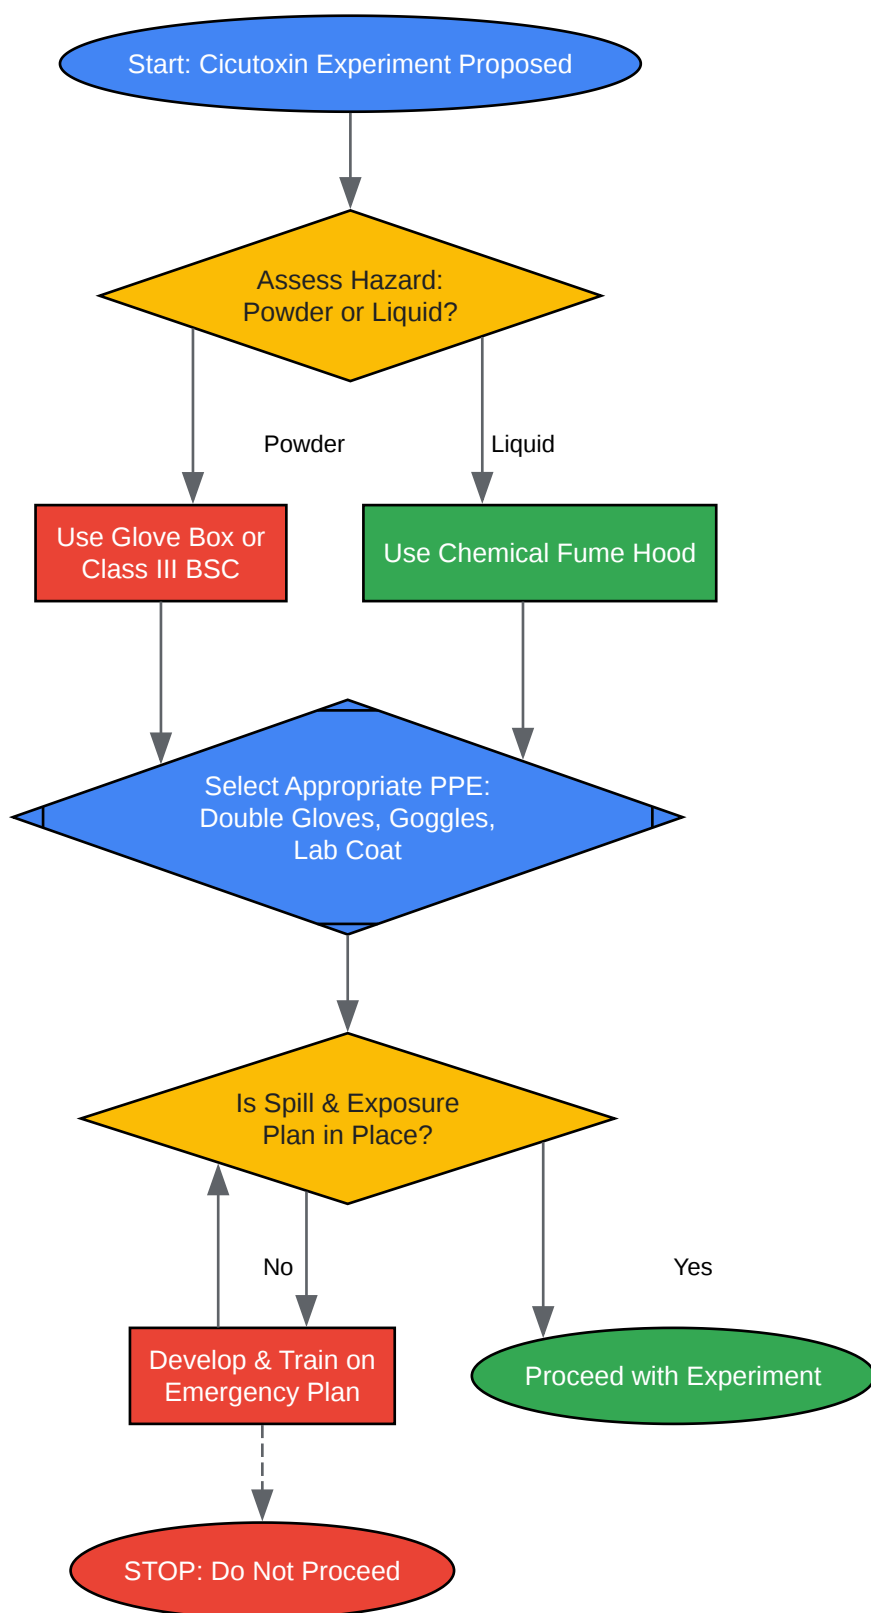 Start: Cicutoxin Experiment Proposed
Assess Hazard:
Powder or Liquid?
Powder
Liquid
Use Glove Box or
Class III BSC
Use Chemical Fume Hood
Select Appropriate PPE:
Double Gloves, Goggles,
Lab Coat
Is Spill & Exposure
Plan in Place?
No
Yes
Develop & Train on
Emergency Plan
Proceed with Experiment
STOP: Do Not Proceed